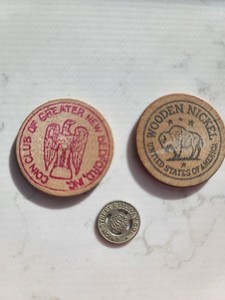 COIN CLUB OF GREATER NEW BEDFORD, INC.
WOODEN NICKEL
UNITED STATES OF AMERICA